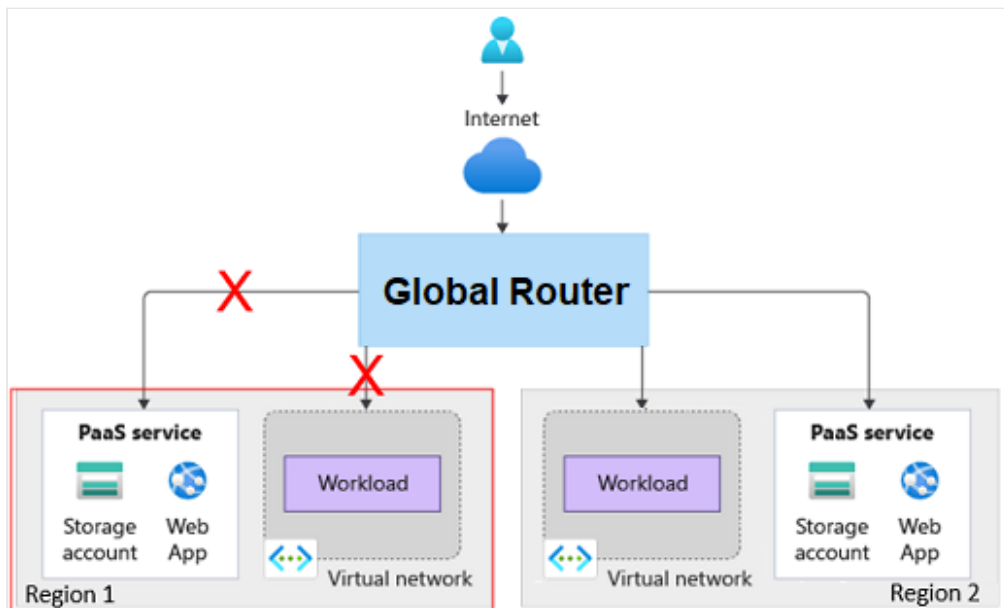 Internet
Global Router
X
X
PaaS service
Storage
account
Web
App
Workload
Virtual network
Region 1
Workload
Virtual network
PaaS service
Storage
account
Web
App
Region 2